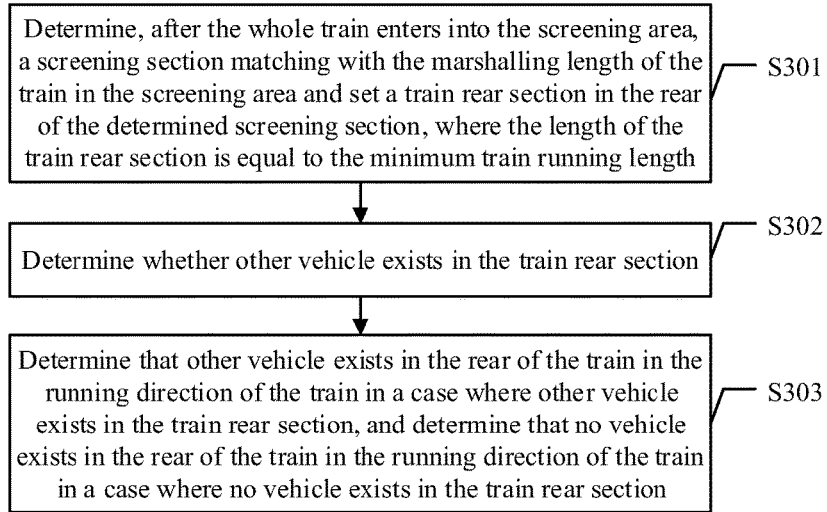 Determine, after the whole train enters into the screening area,
a screening section matching with the marshalling length of the
train in the screening area and set a train rear section in the rear
of the determined screening section, where the length of the
train rear section is equal to the minimum train running length
S301
S302
Determine whether other vehicle exists in the train rear section
Determine that other vehicle exists in the rear of the train in the
running direction of the train in a case where other vehicle
exists in the train rear section, and determine that no vehicle
exists in the rear of the train in the running direction of the train
in a case where no vehicle exists in the train rear section
S303